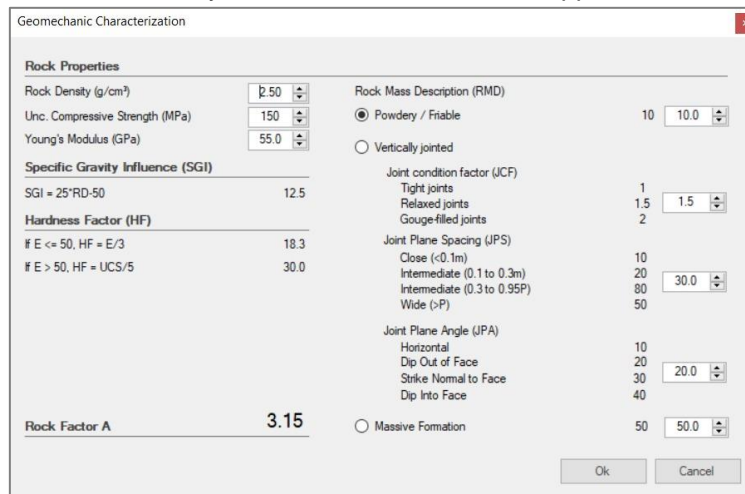 Geomechanic Characterization
Rock Properties
Rock Density (g/cm³) 2.50
Unc. Compressive Strength (MPa) 150
Young's Modulus (GPa) 55.0
Specific Gravity Influence (SGI)
SGI = 25*RD-50 12.5
Hardness Factor (HF)
If E <= 50, HF = E/3 18.3
If E > 50, HF = UCS/5 30.0
Rock Factor A 3.15
Rock Mass Description (RMD)
Powdery / Friable 10 10.0
Vertically jointed
Joint condition factor (JCF)
Tight joints 1
Relaxed joints 1.5 1.5
Gouge-filled joints 2
Joint Plane Spacing (JPS)
Close (<0.1m) 10
Intermediate (0.1 to 0.3m) 20
Intermediate (0.3 to 0.95P) 80 30.0
Wide (>P) 50
Joint Plane Angle (JPA)
Horizontal 10
Dip Out of Face 20
Strike Normal to Face 30 20.0
Dip Into Face 40
Massive Formation 50 50.0
Ok Cancel